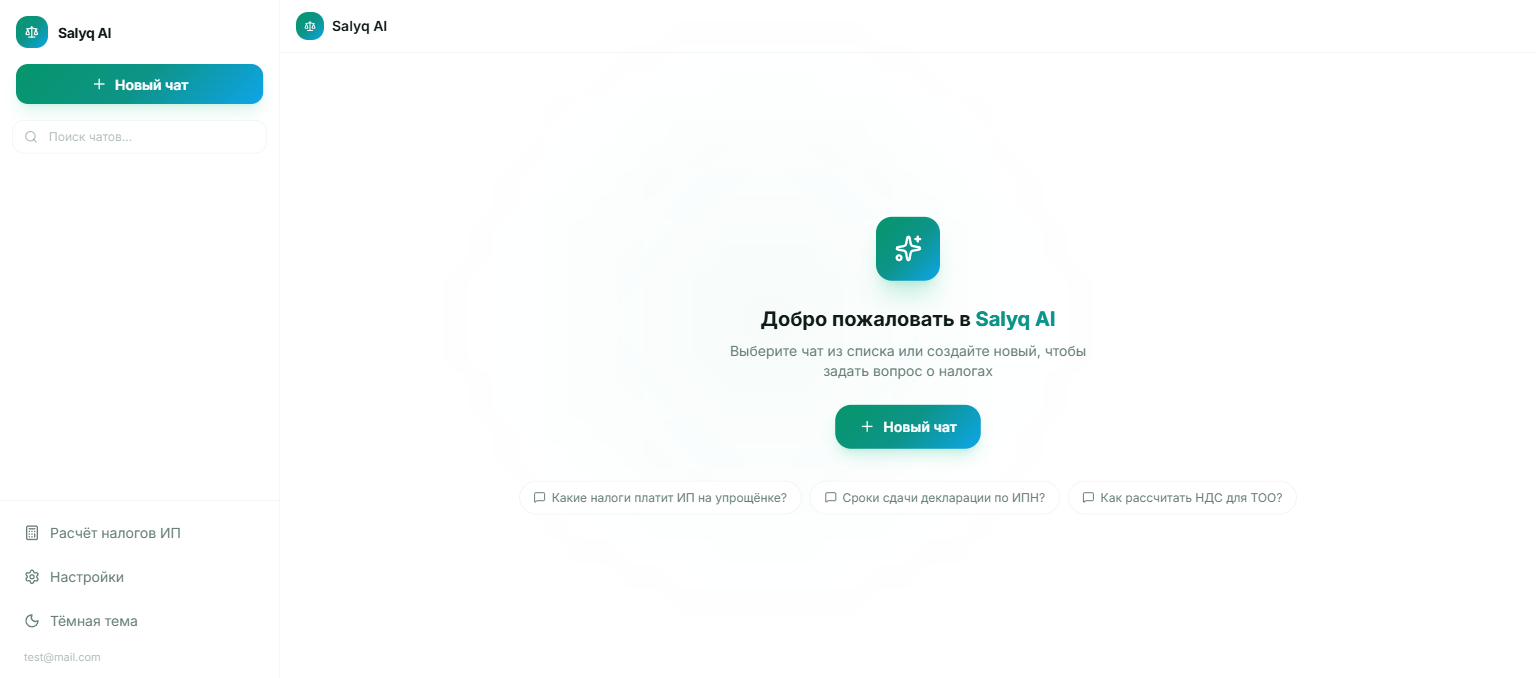 Salyq AI
Новый чат
Поиск чатов...
Расчёт налогов ИП
Настройки
Тёмная тема
test@mail.com
Salyq AI
Добро пожаловать в Salyq AI
Выберите чат из списка или создайте новый, чтобы
задать вопрос о налогах
Новый чат
Какие налоги платит ИП на упрощёнке?
Сроки сдачи декларации по ИПН?
Как рассчитать НДС для ТОО?